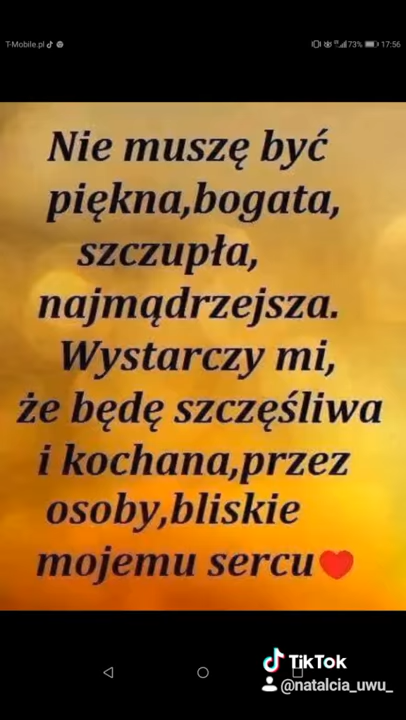 T-Mobile.pl
73% 17:56
Nie muszę być
piękna,bogata,
szczupła,
najmądrzejsza.
Wystarczy mi,
że będę szczęśliwa
i kochana,przez
osoby,bliskie
mojemu sercu
TikTok
@natalcia_uwu_